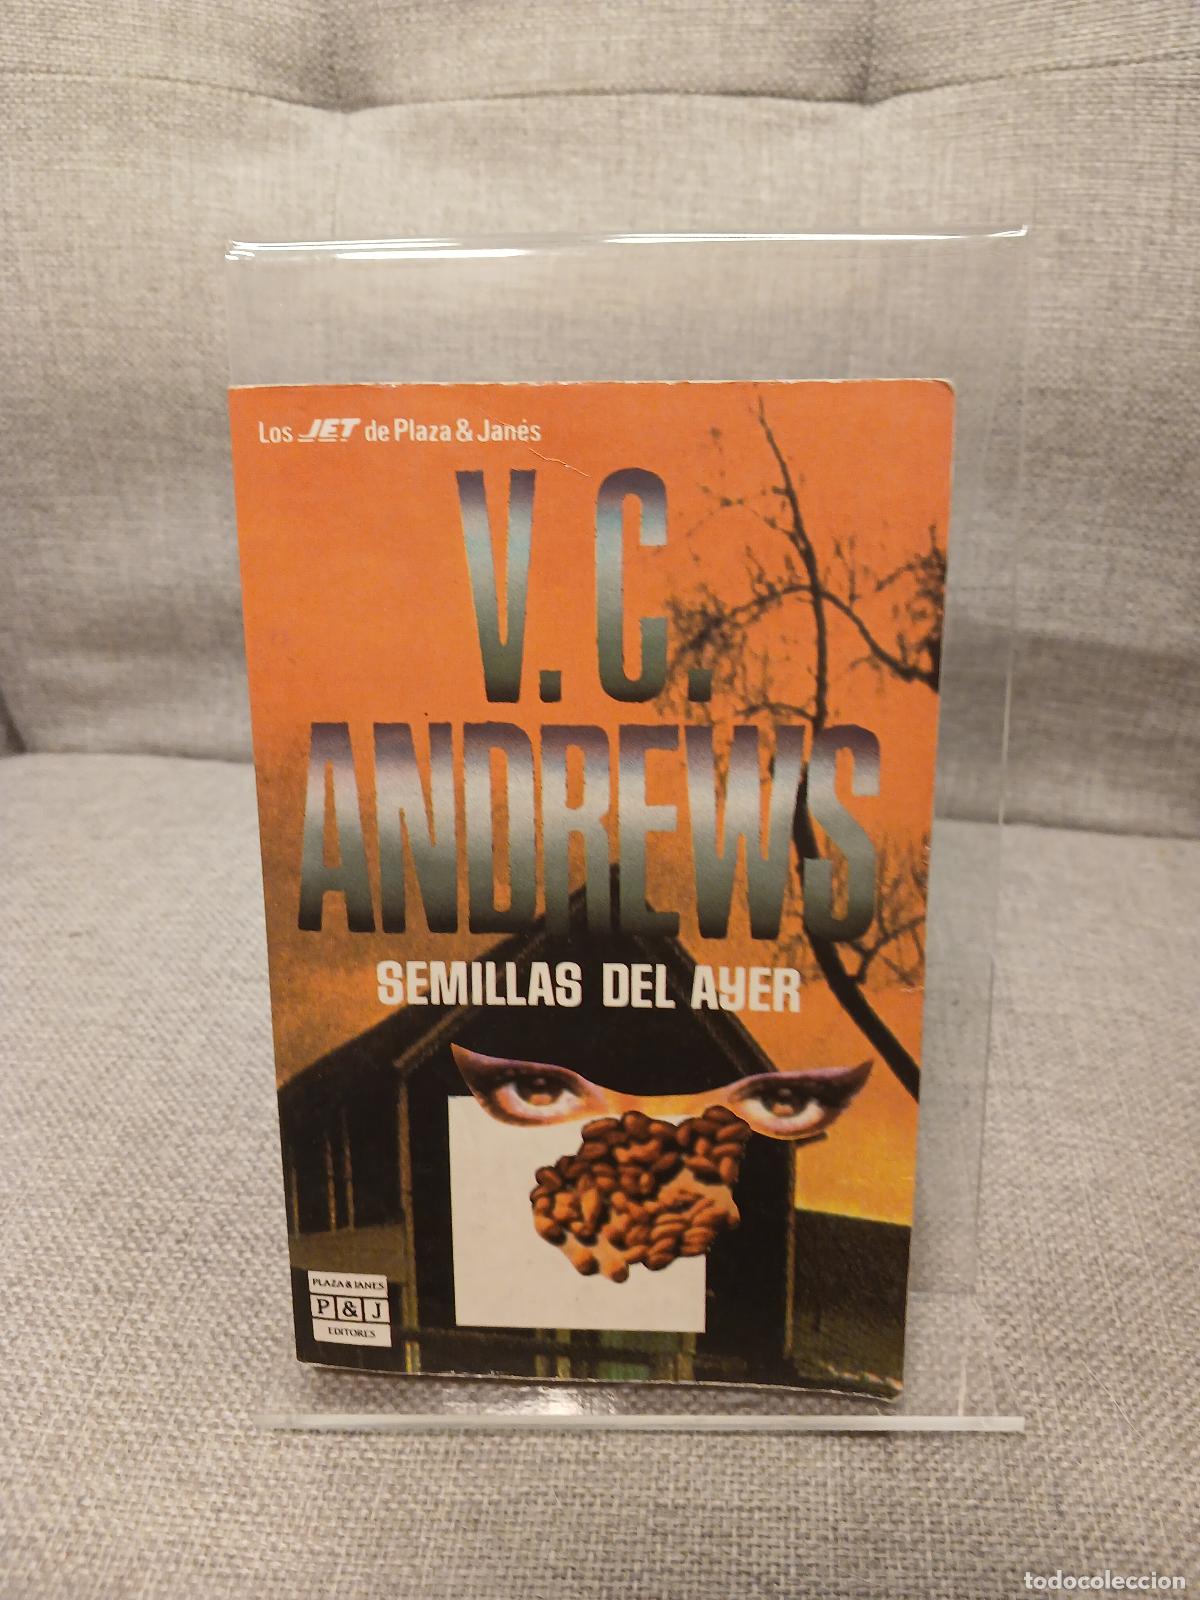 Los JET de Plaza & Janés
V. C.
ANDREWS
SEMILLAS DEL AYER
PLAZA & JANES
P & J
EDITORES
todocoleccion